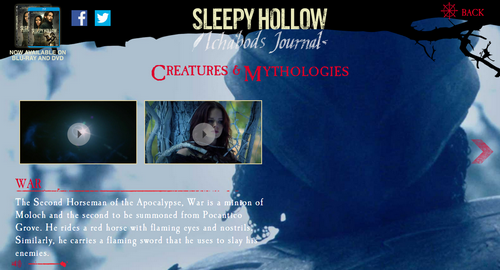 SLEEPY HOLLOW
Ichabod's Journal
BACK
NOW AVAILABLE ON
BLU-RAY AND DVD
CREATURES & MYTHOLOGIES
WAR
The Second Horseman of the Apocalypse, War is a minion of
Moloch and the second to be summoned from Pocantico
Grove. He rides a red horse with flaming eyes and nostrils.
Similarly, he carries a flaming sword that he uses to slay his
enemies.